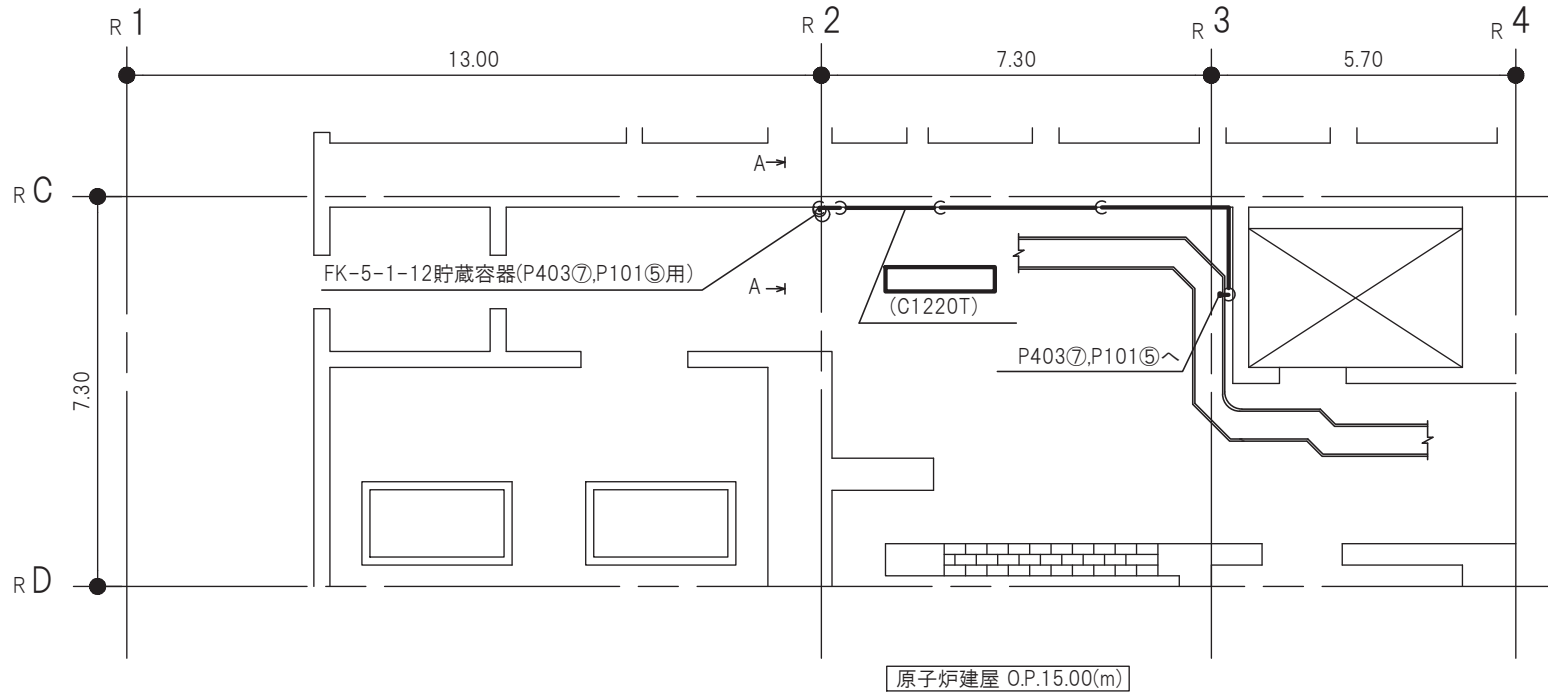 R 1
R 2
R 3
R 4
13.00
7.30
5.70
A
R C
FK-5-1-12貯蔵容器(P403⑦,P101⑤用)
A
(C1220T)
P403⑦,P101⑤へ
7.30
R D
原子炉建屋 O.P.15.00(m)